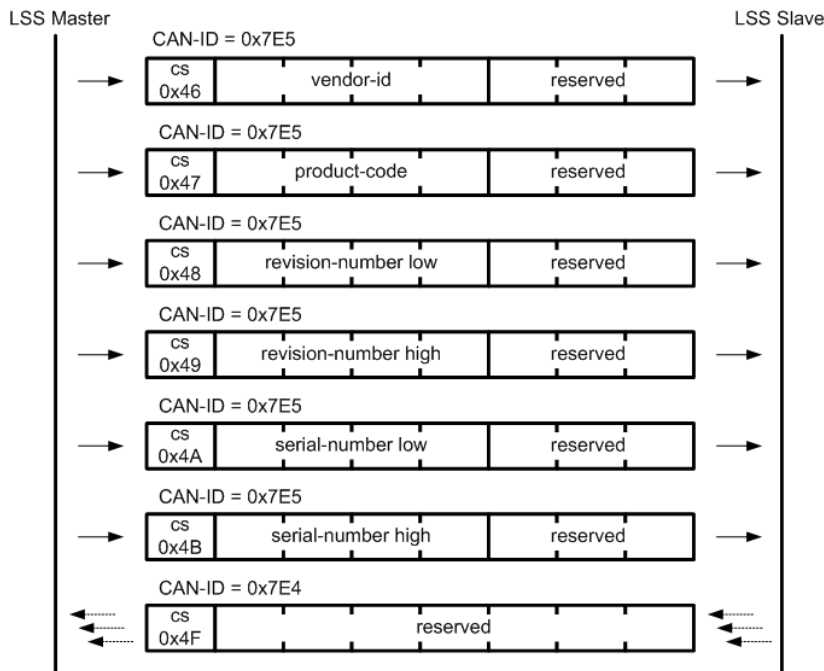 LSS Master
LSS Slave
CAN-ID = 0x7E5
cs
0x46
vendor-id
reserved
CAN-ID = 0x7E5
cs
0x47
product-code
reserved
CAN-ID = 0x7E5
cs
0x48
revision-number low
reserved
CAN-ID = 0x7E5
cs
0x49
revision-number high
reserved
CAN-ID = 0x7E5
cs
0x4A
serial-number low
reserved
CAN-ID = 0x7E5
cs
0x4B
serial-number high
reserved
CAN-ID = 0x7E4
cs
0x4F
reserved